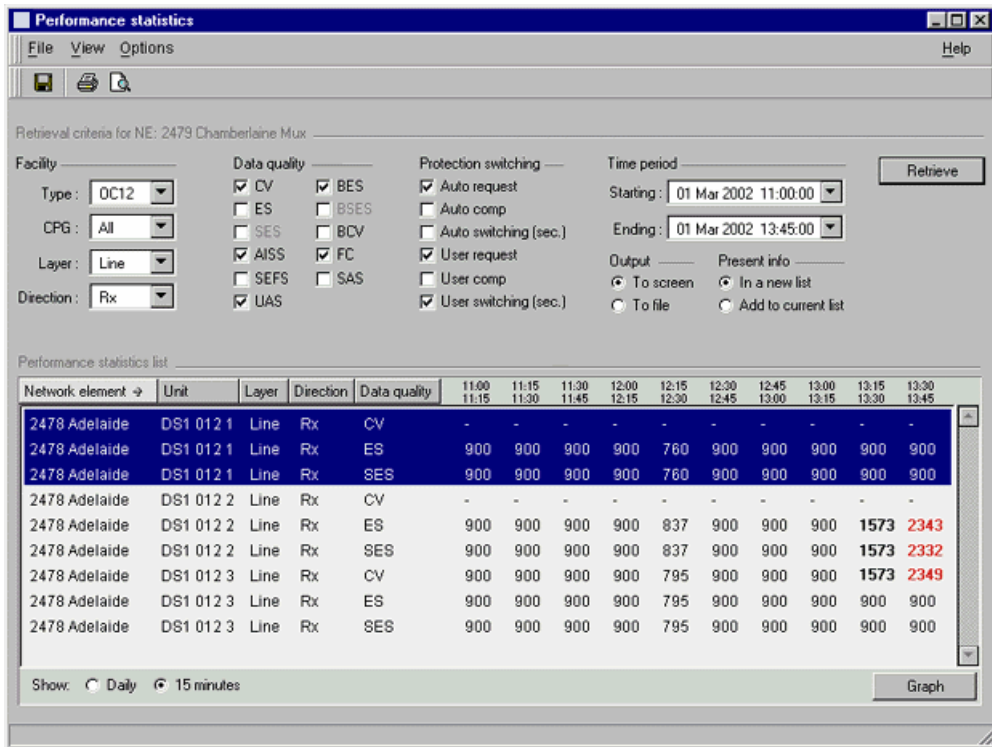 Performance statistics
File View Options Help
Retrieval criteria for NE: 2479 Chamberlaine Mux
Facility
Type : OC12
CPG : All
Layer : Line
Direction : Rx
Data quality
CV BES
ES BSES
SES BCV
AISS FC
SEFS SAS
UAS
Protection switching
Auto request
Auto comp
Auto switching (sec.)
User request
User comp
User switching (sec.)
Time period
Starting : 01 Mar 2002 11:00:00
Ending : 01 Mar 2002 13:45:00
Output
To screen
To file
Present info
In a new list
Add to current list
Retrieve
Performance statistics list
Network element → Unit Layer Direction Data quality 11:00 11:15 11:30 12:00 12:15 12:30 12:45 13:00 13:15 13:30
11:15 11:30 11:45 12:15 12:30 12:45 13:00 13:15 13:30 13:45
2478 Adelaide DS1 012 1 Line Rx CV - - - - - - - - - -
2478 Adelaide DS1 012 1 Line Rx ES 900 900 900 900 760 900 900 900 900 900
2478 Adelaide DS1 012 1 Line Rx SES 900 900 900 900 760 900 900 900 900 900
2478 Adelaide DS1 012 2 Line Rx CV - - - - - - - - - -
2478 Adelaide DS1 012 2 Line Rx ES 900 900 900 900 837 900 900 900 1573 2343
2478 Adelaide DS1 012 2 Line Rx SES 900 900 900 900 837 900 900 900 1573 2332
2478 Adelaide DS1 012 3 Line Rx CV 900 900 900 900 795 900 900 900 1573 2349
2478 Adelaide DS1 012 3 Line Rx ES 900 900 900 900 795 900 900 900 900 900
2478 Adelaide DS1 012 3 Line Rx SES 900 900 900 900 795 900 900 900 900 900
Show: Daily 15 minutes
Graph